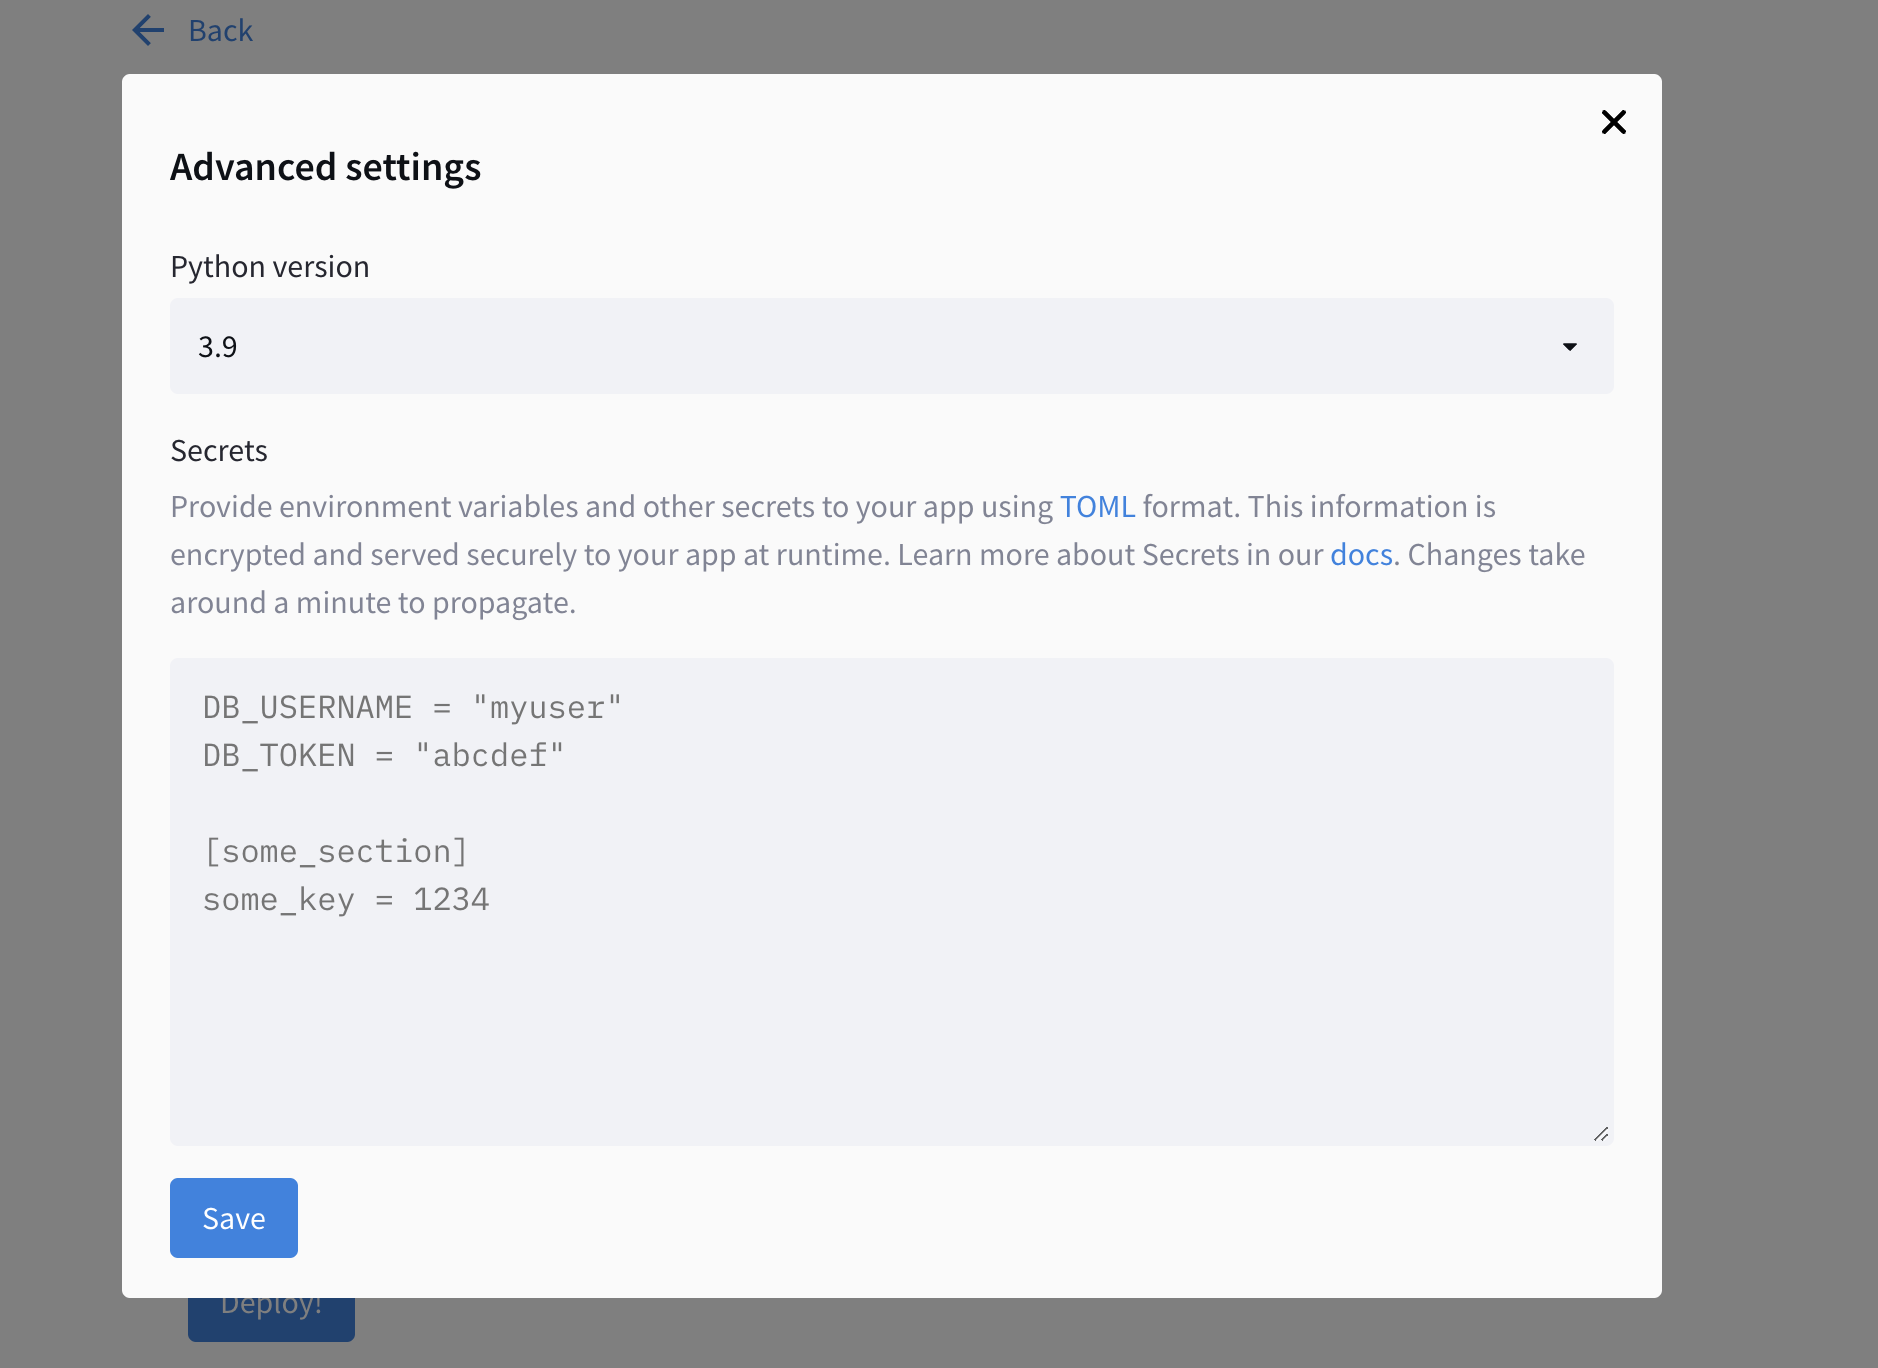 Back
Advanced settings
Python version
3.9
Secrets
Provide environment variables and other secrets to your app using TOML format. This information is
encrypted and served securely to your app at runtime. Learn more about Secrets in our docs. Changes take
around a minute to propagate.
DB_USERNAME = "myuser"
DB_TOKEN = "abcdef"
[some_section]
some_key = 1234
Save
Deploy!